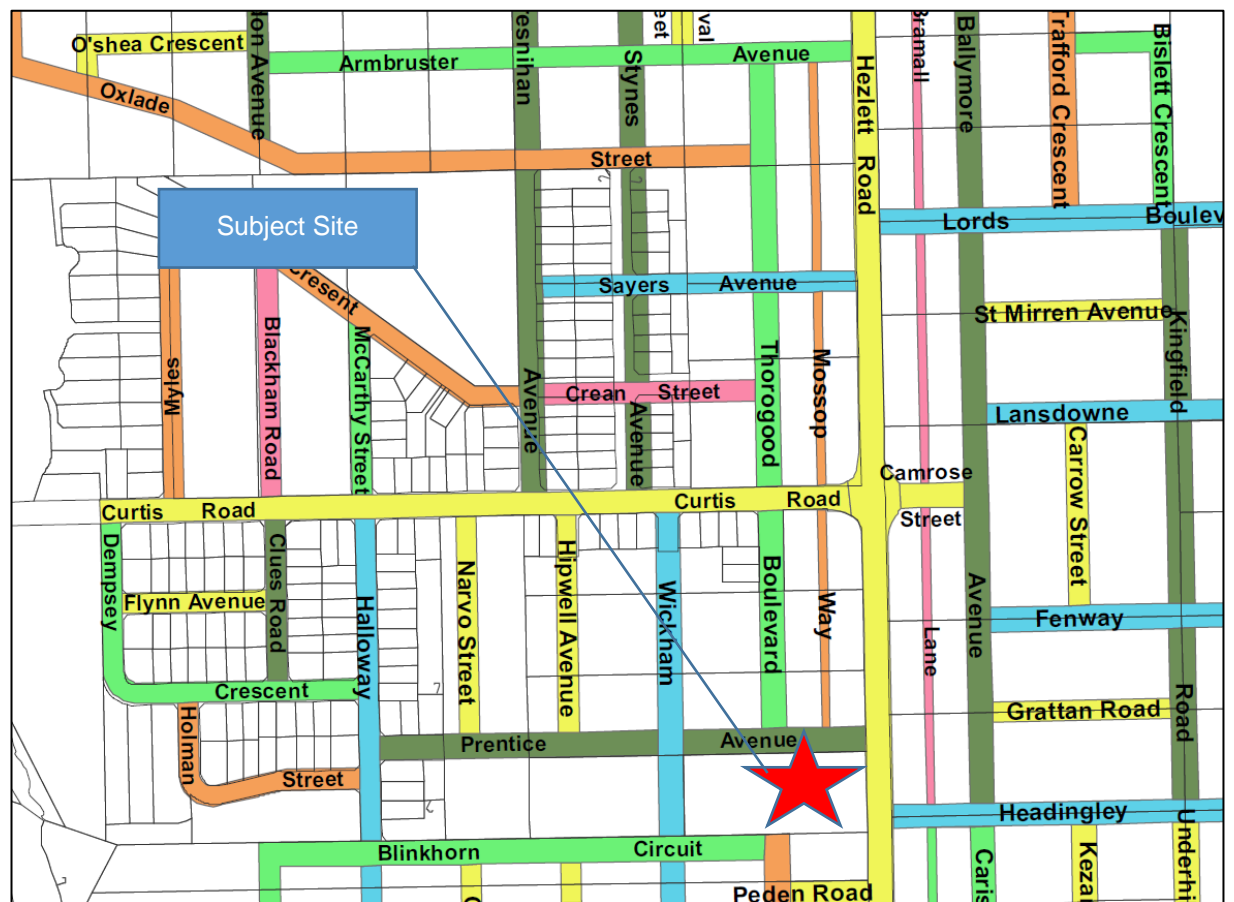 O'shea Crescent
Armbruster
Avenue
Oxlade
Avenue
Stynes
Hezlett
Road
Bramall
Ballymore
Trafford Crescent
Bislett Crescent
Street
Subject Site
Lords
Sayers
Avenue
St Mirren Avenue
Kingfield
Myles
Blackham Road
McCarthy Street
Avenue
Crean
Street
Avenue
Thorogood
Mossop
Lansdowne
Carrow Street
Camrose
Street
Curtis
Road
Curtis
Road
Dempsey
Flynn Avenue
Clues Road
Halloway
Narvo Street
Hipwell Avenue
Wickham
Boulevard
Way
Lane
Avenue
Fenway
Crescent
Holman
Street
Prentice
Avenue
Grattan Road
Road
Headingley
Blinkhorn
Circuit
Peden Road